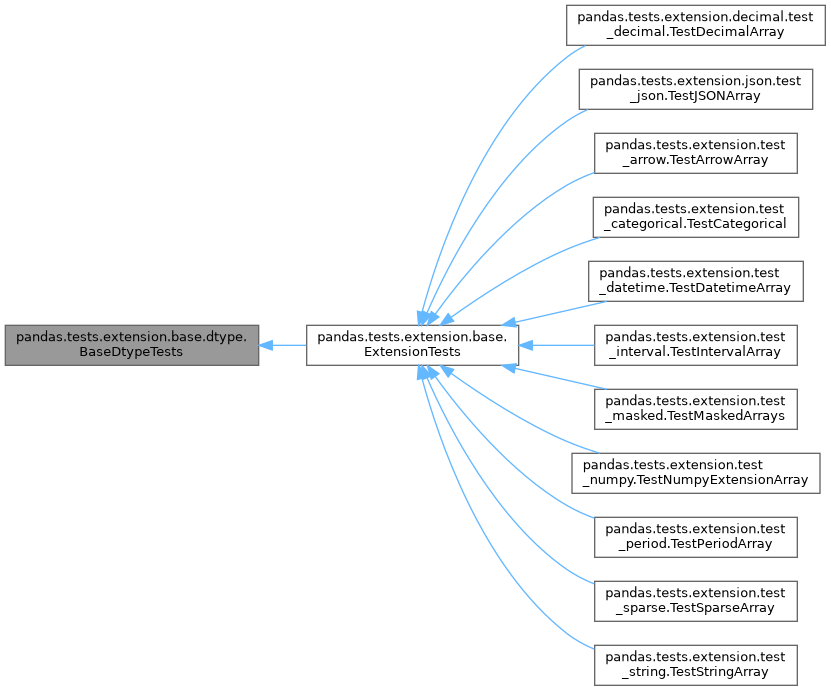 pandas.tests.extension.decimal.test
_decimal.TestDecimalArray
pandas.tests.extension.json.test
_json.TestJSONArray
pandas.tests.extension.test
_arrow.TestArrowArray
pandas.tests.extension.test
_categorical.TestCategorical
pandas.tests.extension.test
_datetime.TestDatetimeArray
pandas.tests.extension.base.dtype.
BaseDtypeTests
pandas.tests.extension.base.
ExtensionTests
pandas.tests.extension.test
_interval.TestIntervalArray
pandas.tests.extension.test
_masked.TestMaskedArrays
pandas.tests.extension.test
_numpy.TestNumpyExtensionArray
pandas.tests.extension.test
_period.TestPeriodArray
pandas.tests.extension.test
_sparse.TestSparseArray
pandas.tests.extension.test
_string.TestStringArray